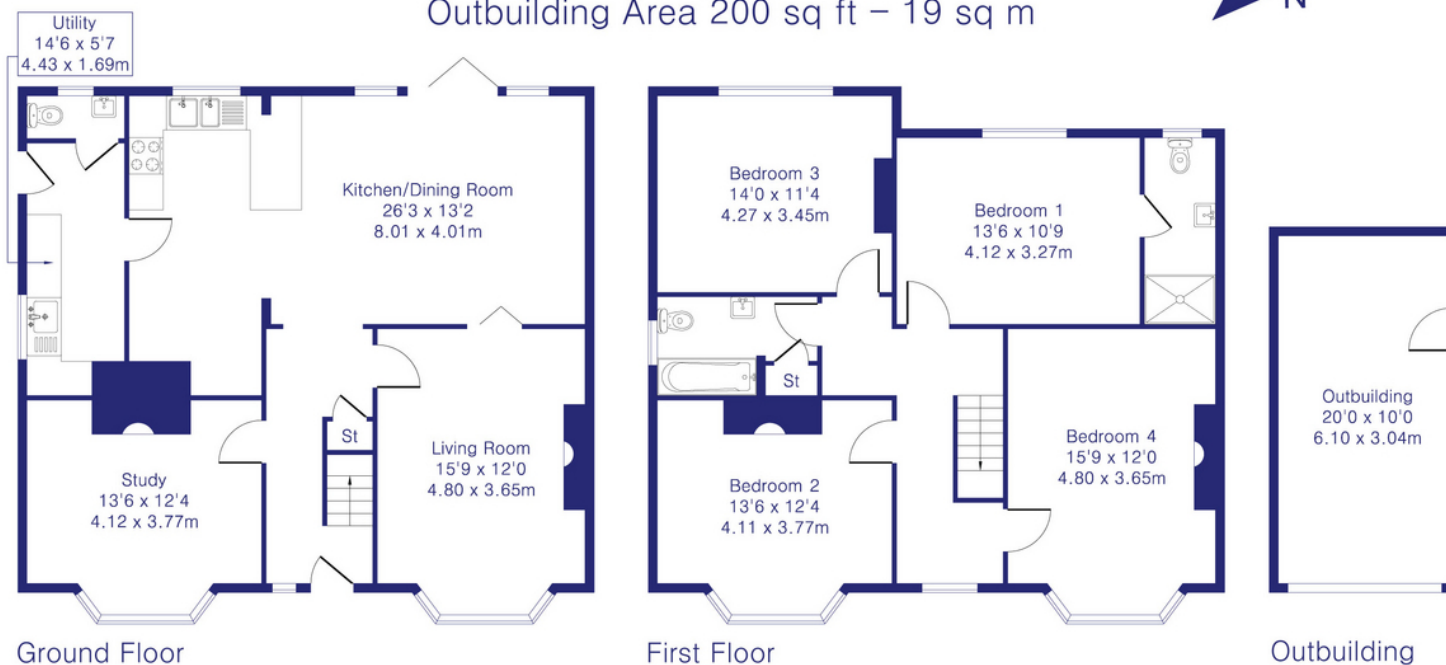 Outbuilding Area 200 sq ft – 19 sq m
N
Utility
14'6 x 5'7
4.43 x 1.69m
Kitchen/Dining Room
26'3 x 13'2
8.01 x 4.01m
St
Living Room
15'9 x 12'0
4.80 x 3.65m
Study
13'6 x 12'4
4.12 x 3.77m
Ground Floor
Bedroom 3
14'0 x 11'4
4.27 x 3.45m
Bedroom 1
13'6 x 10'9
4.12 x 3.27m
St
Bedroom 2
13'6 x 12'4
4.11 x 3.77m
Bedroom 4
15'9 x 12'0
4.80 x 3.65m
First Floor
Outbuilding
20'0 x 10'0
6.10 x 3.04m
Outbuilding